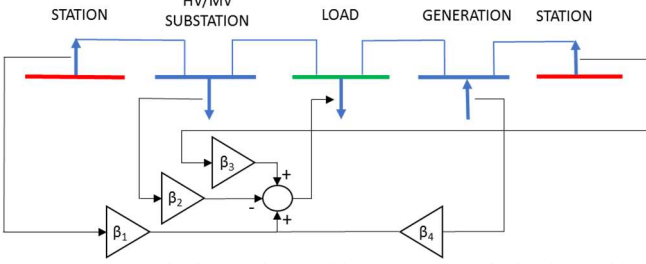 STATION
HV/MV
SUBSTATION
LOAD
GENERATION
STATION
β3
+
β2
-
+
β1
β4